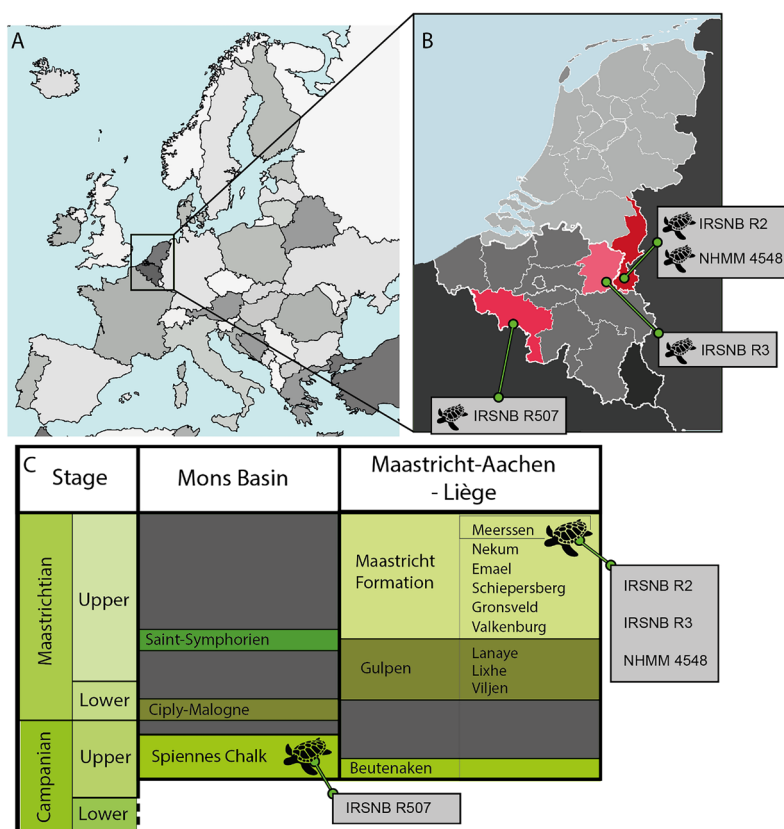 A
B
IRSNB R2
NHMM 4548
IRSNB R3
IRSNB R507
C
Stage
Mons Basin
Maastricht-Aachen
- Liège
Maastrichtian
Upper
Lower
Saint-Symphorien
Ciply-Malogne
Maastricht
Formation
Meerssen
Nekum
Emael
Schiepersberg
Gronsveld
Valkenburg
Gulpen
Lanaye
Lixhe
Viljen
IRSNB R2
IRSNB R3
NHMM 4548
Campanian
Upper
Lower
Spiennes Chalk
Beutenaken
IRSNB R507